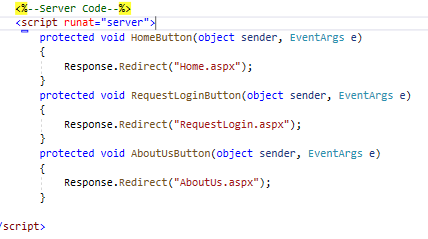 <%--Server Code--%>
<script runat="server">
    protected void HomeButton(object sender, EventArgs e)
    {
        Response.Redirect("Home.aspx");
    }
    protected void RequestLoginButton(object sender, EventArgs e)
    {
        Response.Redirect("RequestLogin.aspx");
    }
    protected void AboutUsButton(object sender, EventArgs e)
    {
        Response.Redirect("AboutUs.aspx");
    }

/script>